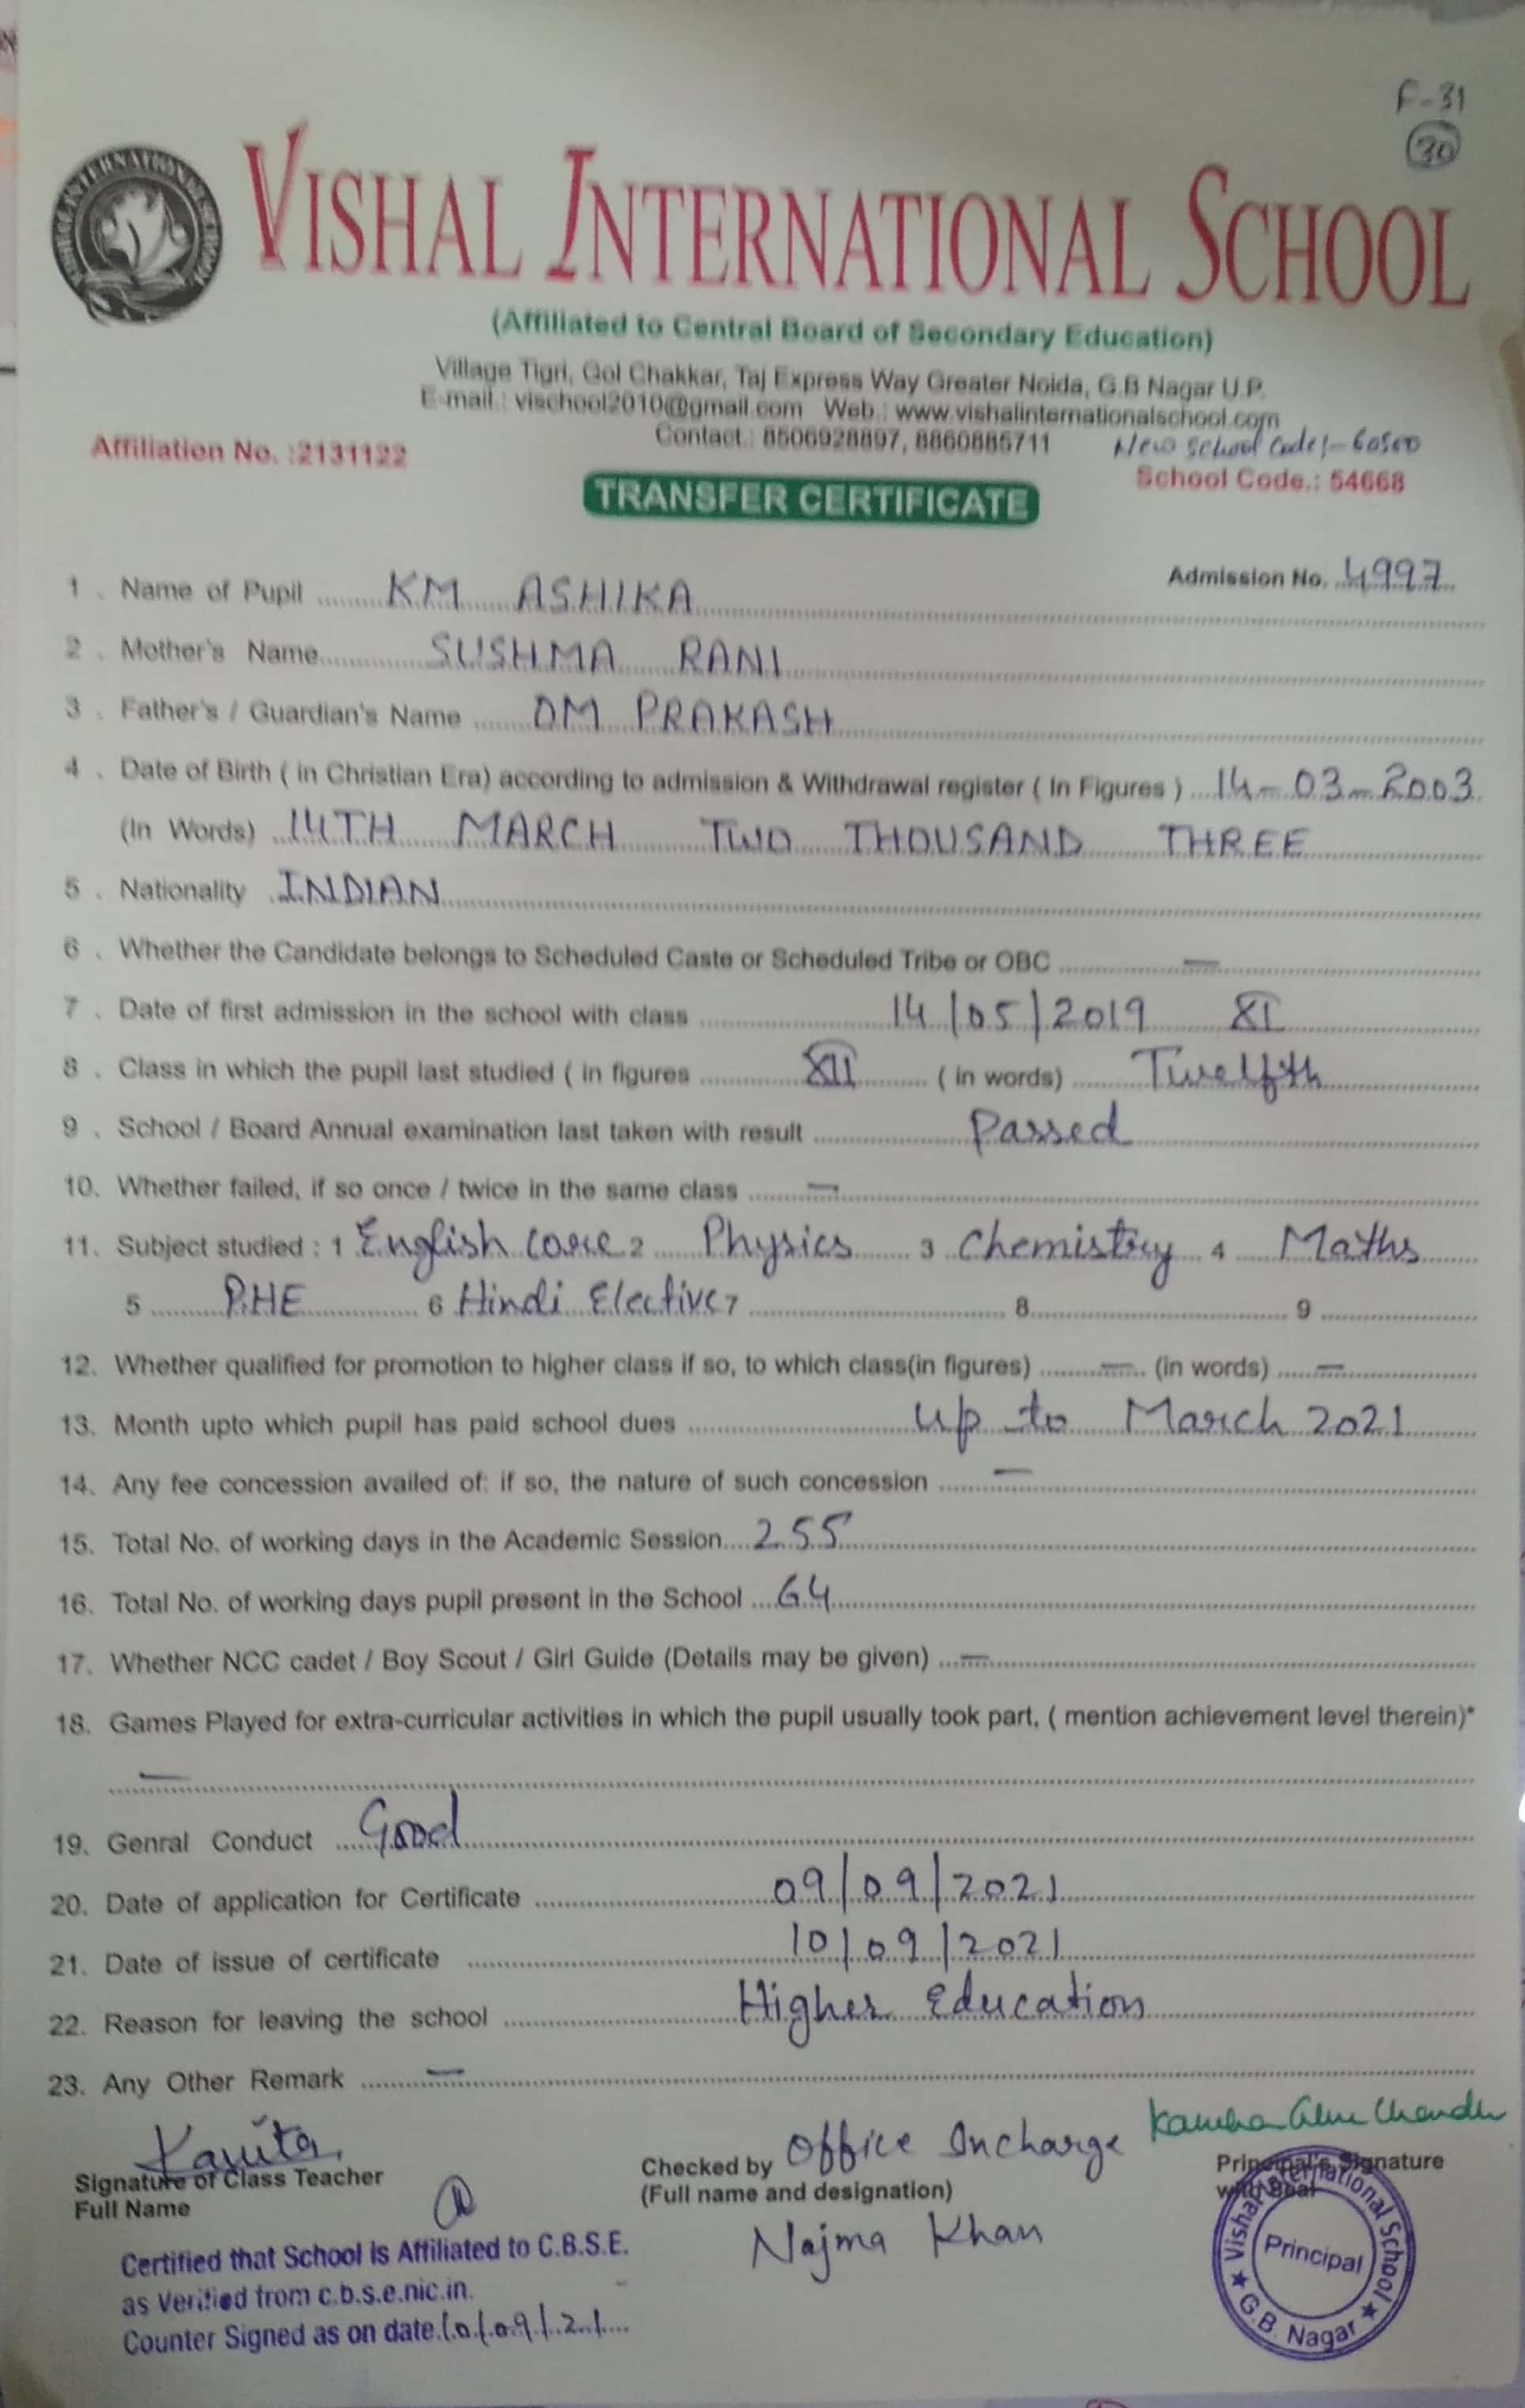 F-31
30
VISHAL INTERNATIONAL SCHOOL
(Affiliated to Central Board of Secondary Education)
Village Tigri, Gol Chakkar, Taj Express Way Greater Noida, G.B Nagar U.P.
E-mail.: vischool2010@gmail.com Web.: www.vishalinternationalschool.com
Contact.: 8506928897, 8860885711
New School Code:- 60500
Affiliation No. :2131122
School Code.: 54668
TRANSFER CERTIFICATE
Admission No. 4997
1 . Name of Pupil KM ASHIKA
2 . Mother's Name SUSHMA RANI
3 . Father's / Guardian's Name OM PRAKASH
4 . Date of Birth ( in Christian Era) according to admission & Withdrawal register ( In Figures ) 14-03-2003
(In Words) 14TH MARCH TWO THOUSAND THREE
5 . Nationality INDIAN
6 . Whether the Candidate belongs to Scheduled Caste or Scheduled Tribe or OBC —
7 . Date of first admission in the school with class 14/05/2019 XI
8 . Class in which the pupil last studied ( in figures XII ( in words) Twelfth
9 . School / Board Annual examination last taken with result Passed
10. Whether failed, if so once / twice in the same class —
11. Subject studied : 1 English Core 2 Physics 3 Chemistry 4 Maths
5 P.HE 6 Hindi Elective 7 8 9
12. Whether qualified for promotion to higher class if so, to which class(in figures) — (in words) —
13. Month upto which pupil has paid school dues up to March 2021
14. Any fee concession availed of: if so, the nature of such concession —
15. Total No. of working days in the Academic Session 255
16. Total No. of working days pupil present in the School 64
17. Whether NCC cadet / Boy Scout / Girl Guide (Details may be given) —
18. Games Played for extra-curricular activities in which the pupil usually took part, ( mention achievement level therein)*
—
19. Genral Conduct Good
20. Date of application for Certificate 09/09/2021
21. Date of issue of certificate 10/09/2021
22. Reason for leaving the school Higher Education
23. Any Other Remark —
Kavita
Signature of Class Teacher
Full Name
Checked by Office Incharge
(Full name and designation)
Najma Khan
Principal's Signature
with Seal
Vishal International School
Principal
★ G.B. Nagar ★
Certified that School is Affiliated to C.B.S.E.
as Verified from c.b.s.e.nic.in.
Counter Signed as on date.10/09/21